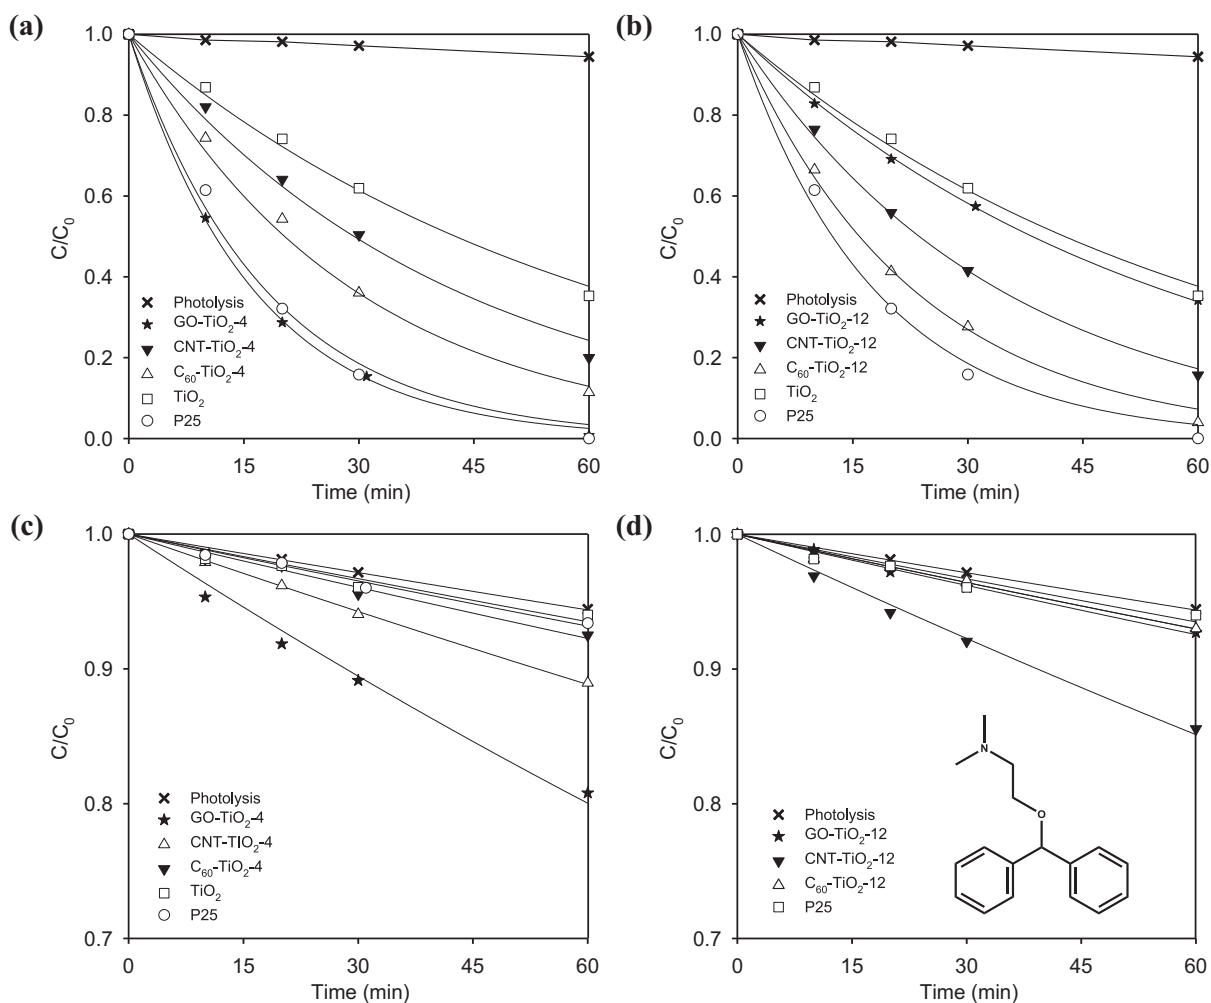 (a)
1.0
0.8
0.6
0.4
0.2
0.0
C/C₀
Photolysis
GO-TiO₂-4
CNT-TiO₂-4
C₆₀-TiO₂-4
TiO₂
P25
0 15 30 45 60
Time (min)
(b)
1.0
0.8
0.6
0.4
0.2
0.0
C/C₀
Photolysis
GO-TiO₂-12
CNT-TiO₂-12
C₆₀-TiO₂-12
TiO₂
P25
0 15 30 45 60
Time (min)
(c)
1.0
0.9
0.8
0.7
C/C₀
Photolysis
GO-TiO₂-4
CNT-TIO₂-4
C₆₀-TiO₂-4
TiO₂
P25
0 15 30 45 60
Time (min)
(d)
1.0
0.9
0.8
0.7
C/C₀
N
O
Photolysis
GO-TiO₂-12
CNT-TiO₂-12
C₆₀-TiO₂-12
P25
0 15 30 45 60
Time (min)